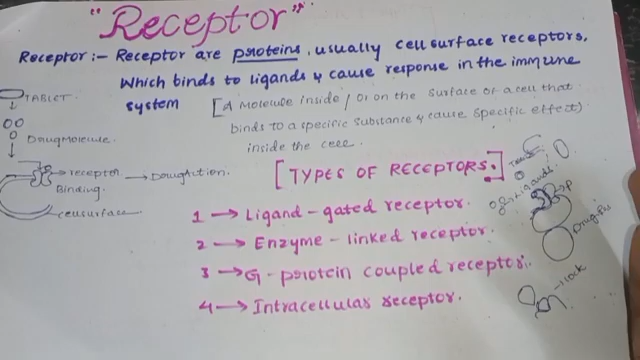 "Receptor"
Receptor :- Receptor are proteins, usually cell surface receptors,
Which binds to ligands & cause response in the immune
system [A Molecule inside / Or on the surface of a cell that
binds to a specific substance & cause specific effect)
inside the cell.
TABLET
Drug Molecule.
receptor → Drug Action.
Binding.
cell surface.
[TYPES OF RECEPTORS.]
1 → Ligand-gated receptor.
2 → Enzyme-linked receptor.
3 → G-protein coupled receptor.
4 → Intracellular receptor.
Ligands.